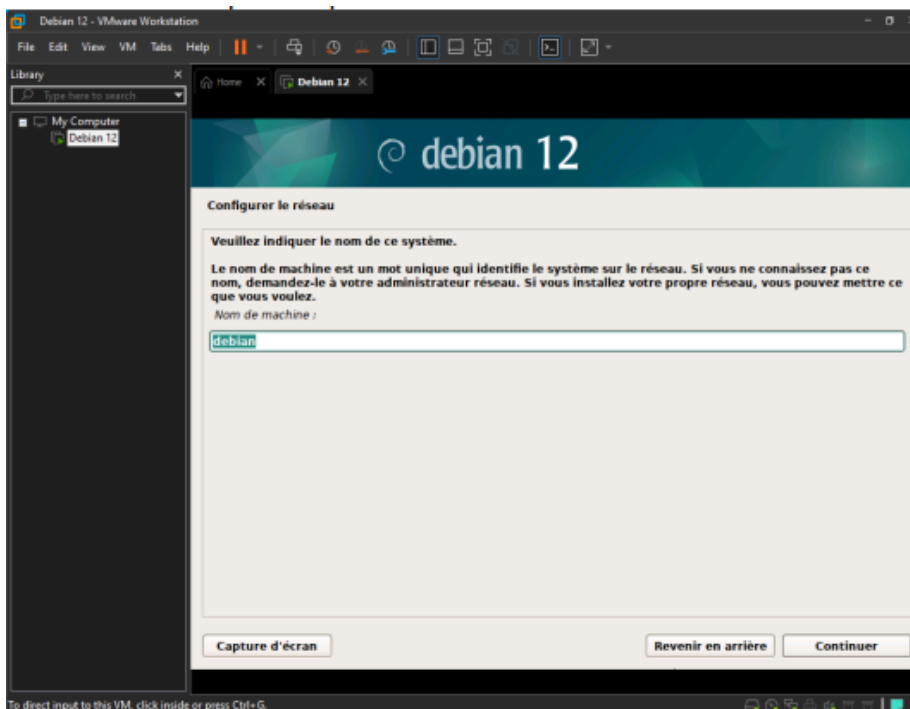 Debian 12 - VMware Workstation
File Edit View VM Tabs Help
Library
Type here to search
My Computer
Debian 12
Home
Debian 12
debian 12
Configurer le réseau
Veuillez indiquer le nom de ce système.
Le nom de machine est un mot unique qui identifie le système sur le réseau. Si vous ne connaissez pas ce
nom, demandez-le à votre administrateur réseau. Si vous installez votre propre réseau, vous pouvez mettre ce
que vous voulez.
Nom de machine :
debian
Capture d'écran
Revenir en arrière
Continuer
To direct input to this VM, click inside or press Ctrl+G.